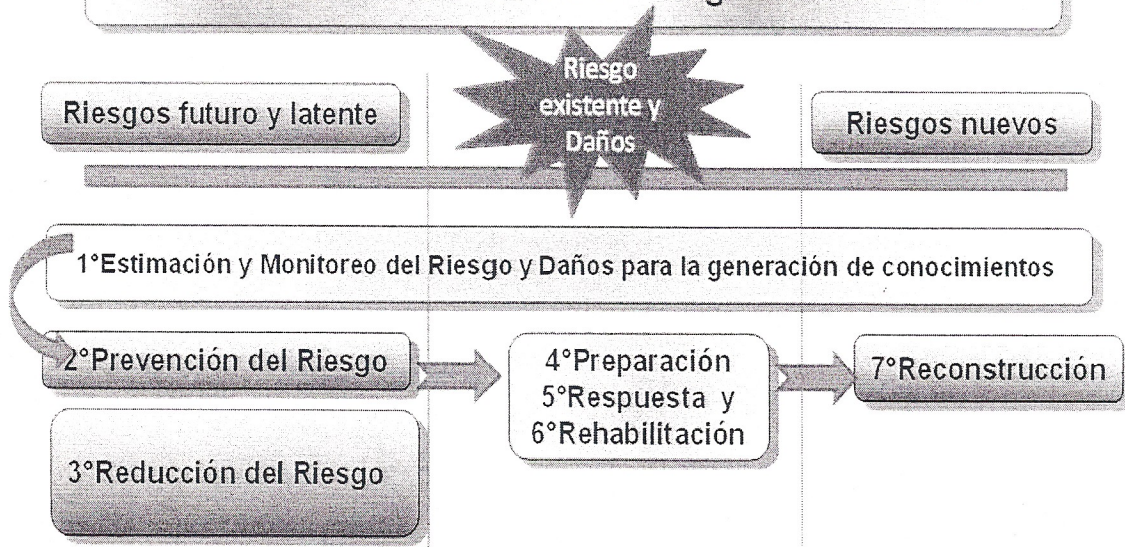 Riesgos futuro y latente
Riesgo
existente y
Daños
Riesgos nuevos
1°Estimación y Monitoreo del Riesgo y Daños para la generación de conocimientos
2°Prevención del Riesgo
4°Preparación
5°Respuesta y
6°Rehabilitación
7°Reconstrucción
3°Reducción del Riesgo